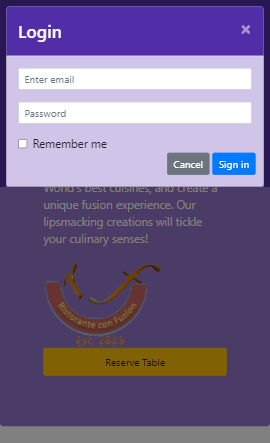 Login
×
Enter email
Password
Remember me
Cancel Sign in
World's best cuisines, and create a
unique fusion experience. Our
lipsmacking creations will tickle
your culinary senses!
Ristorante con Fusion
Est. 2013
Reserve Table